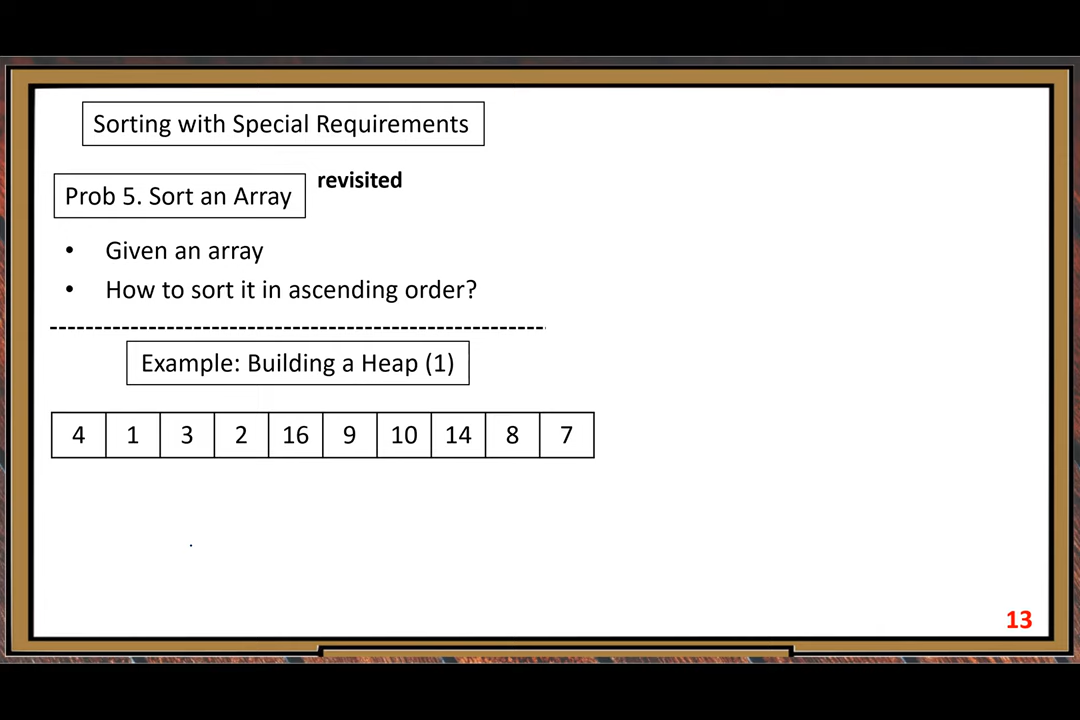 Sorting with Special Requirements
Prob 5. Sort an Array
revisited
• Given an array
• How to sort it in ascending order?
Example: Building a Heap (1)
4 1 3 2 16 9 10 14 8 7
13